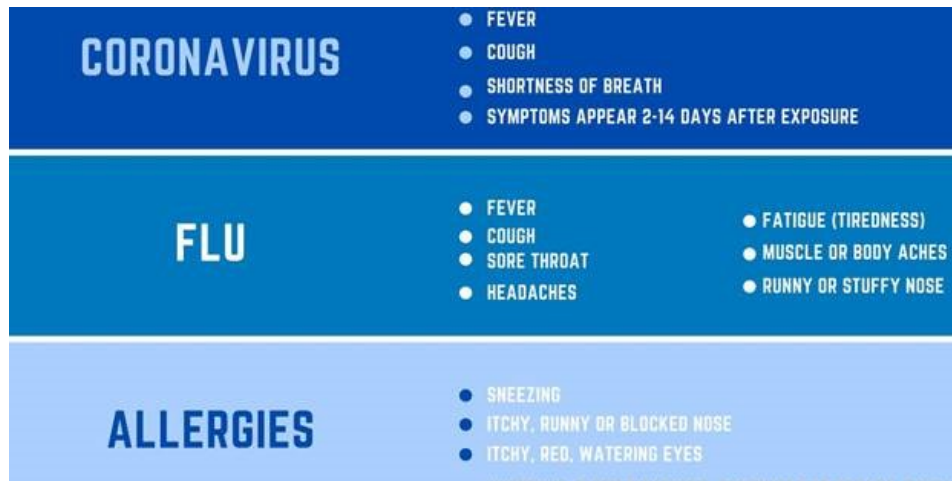 CORONAVIRUS
FEVER
COUGH
SHORTNESS OF BREATH
SYMPTOMS APPEAR 2-14 DAYS AFTER EXPOSURE
FLU
FEVER
COUGH
SORE THROAT
HEADACHES
FATIGUE (TIREDNESS)
MUSCLE OR BODY ACHES
RUNNY OR STUFFY NOSE
ALLERGIES
SNEEZING
ITCHY, RUNNY OR BLOCKED NOSE
ITCHY, RED, WATERING EYES